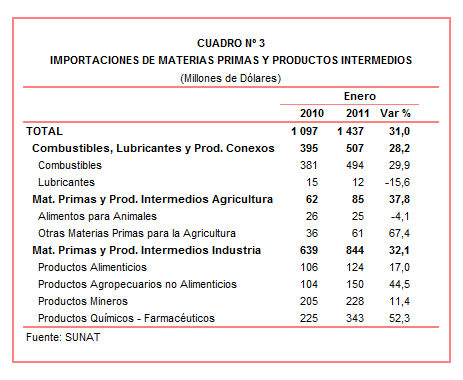 CUADRO Nº 3
IMPORTACIONES DE MATERIAS PRIMAS Y PRODUCTOS INTERMEDIOS
(Millones de Dólares)
Enero
2010 2011 Var %
TOTAL 1 097 1 437 31,0
Combustibles, Lubricantes y Prod. Conexos 395 507 28,2
Combustibles 381 494 29,9
Lubricantes 15 12 -15,6
Mat. Primas y Prod. Intermedios Agricultura 62 85 37,8
Alimentos para Animales 26 25 -4,1
Otras Materias Primas para la Agricultura 36 61 67,4
Mat. Primas y Prod. Intermedios Industria 639 844 32,1
Productos Alimenticios 106 124 17,0
Productos Agropecuarios no Alimenticios 104 150 44,5
Productos Mineros 205 228 11,4
Productos Químicos - Farmacéuticos 225 343 52,3
Fuente: SUNAT